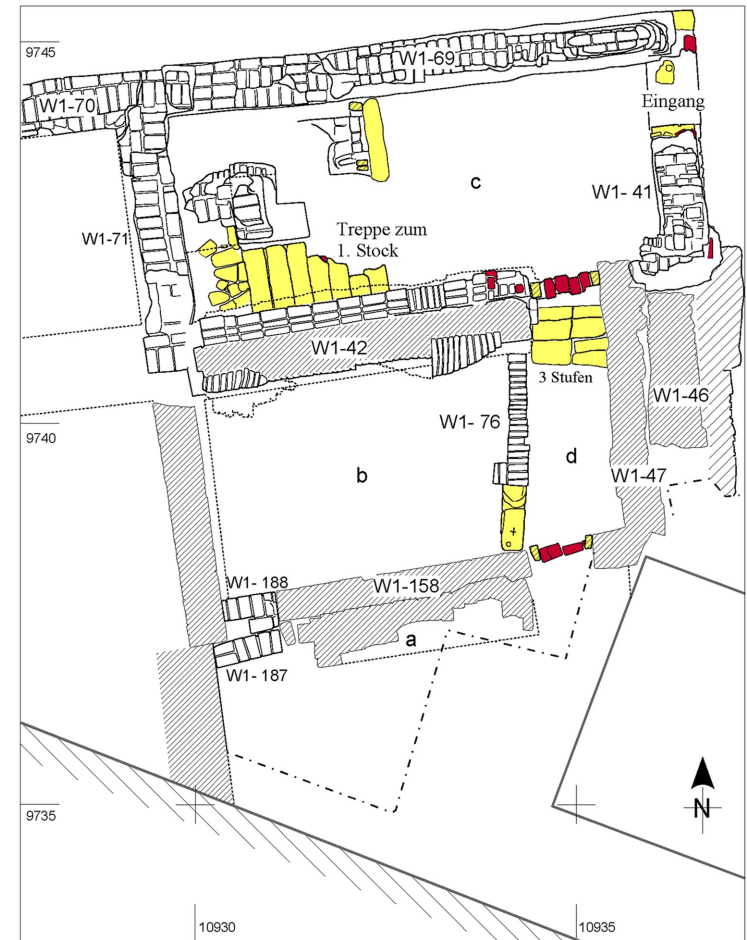 9745
W1-69
W1-70
Eingang
c
W1- 41
W1-71
Treppe zum
1. Stock
W1-42
3 Stufen
W1-46
9740
W1- 76
b
d
W1-47
W1- 188
W1-158
a
W1- 187
9735
N
10930
10935